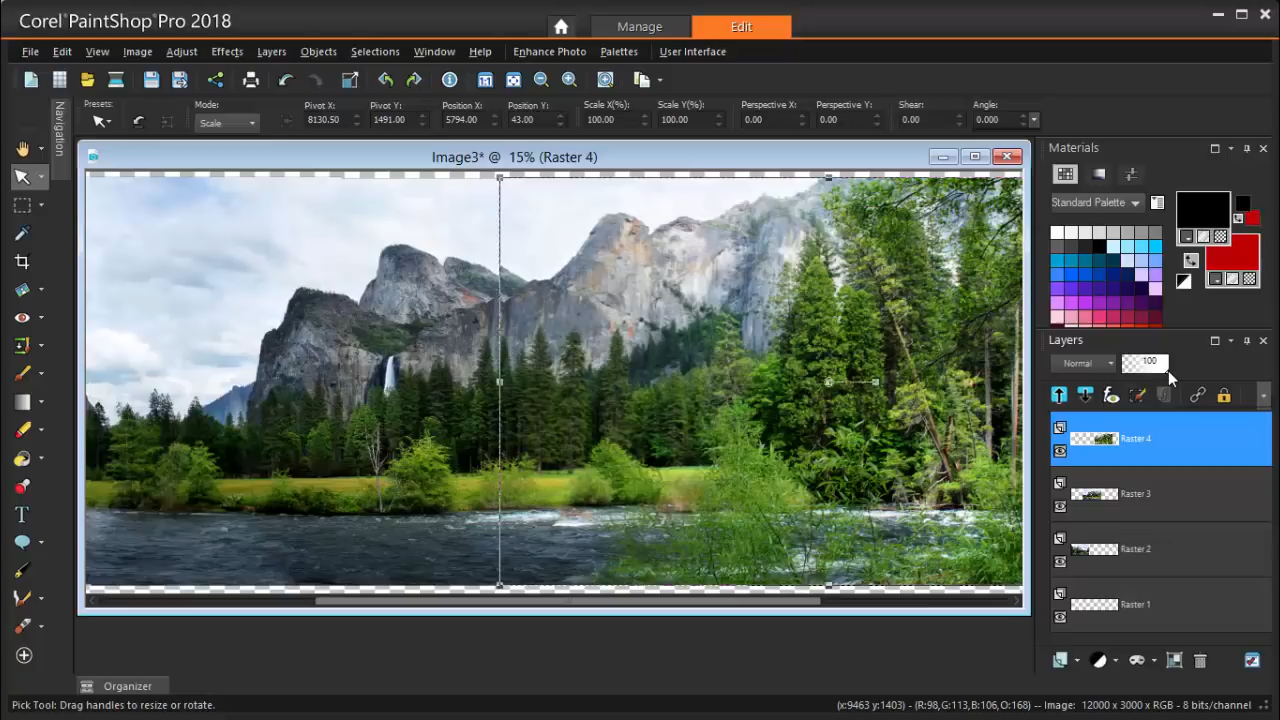 Corel®PaintShop®Pro 2018
Manage
Edit
File Edit View Image Adjust Effects Layers Objects Selections Window Help Enhance Photo Palettes User Interface
Presets: Mode: Pivot X: Pivot Y: Position X: Position Y: Scale X(%): Scale Y(%): Perspective X: Perspective Y: Shear: Angle:
Scale 8130.50 1491.00 5794.00 43.00 100.00 100.00 0.00 0.00 0.00 0.000
Navigation
Image3* @ 15% (Raster 4)
Materials
Standard Palette
Layers
Normal 100
Raster 4
Raster 3
Raster 2
Raster 1
Organizer
Pick Tool: Drag handles to resize or rotate.
(x:9463 y:1403) - (R:98,G:113,B:106,O:168) -- Image: 12000 x 3000 x RGB - 8 bits/channel